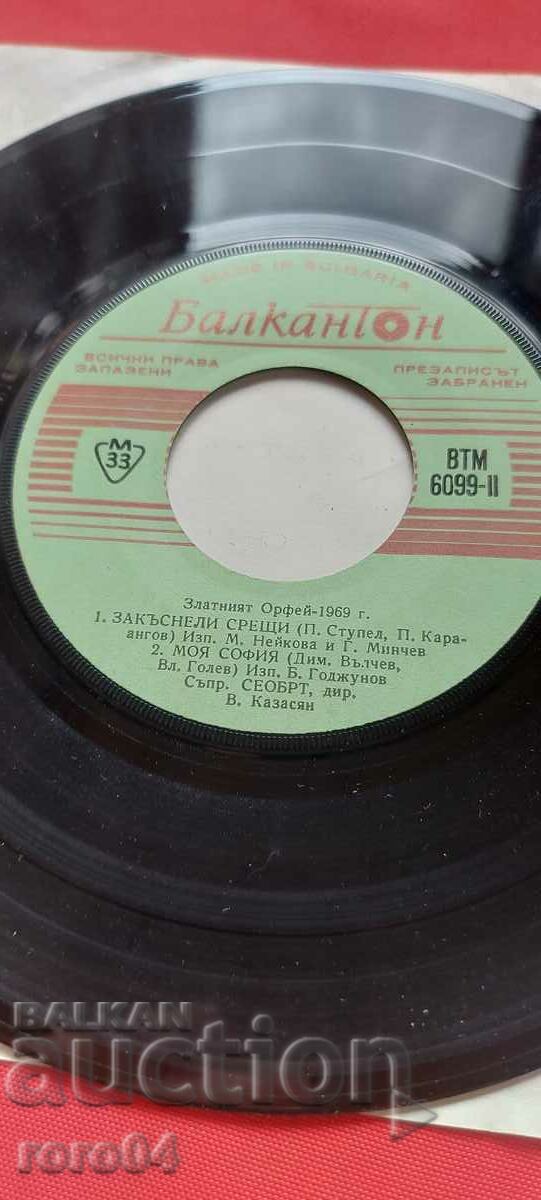 MADE IN BULGARIA
Балкантон
ВСИЧКИ ПРАВА
ЗАПАЗЕНИ
ПРЕЗАПИСЪТ
ЗАБРАНЕН
М
33
ВТМ
6099-II
Златният Орфей-1969 г.
1. ЗАКЪСНЕЛИ СРЕЩИ (П. Ступел, П. Кара-
ангов) Изп. М. Нейкова и Г. Минчев
2. МОЯ СОФИЯ (Дим. Вълчев,
Вл. Голев) Изп. Б. Годжунов
Съпр. СЕОБРТ, дир.
В. Казасян
BALKAN
auction
roro04